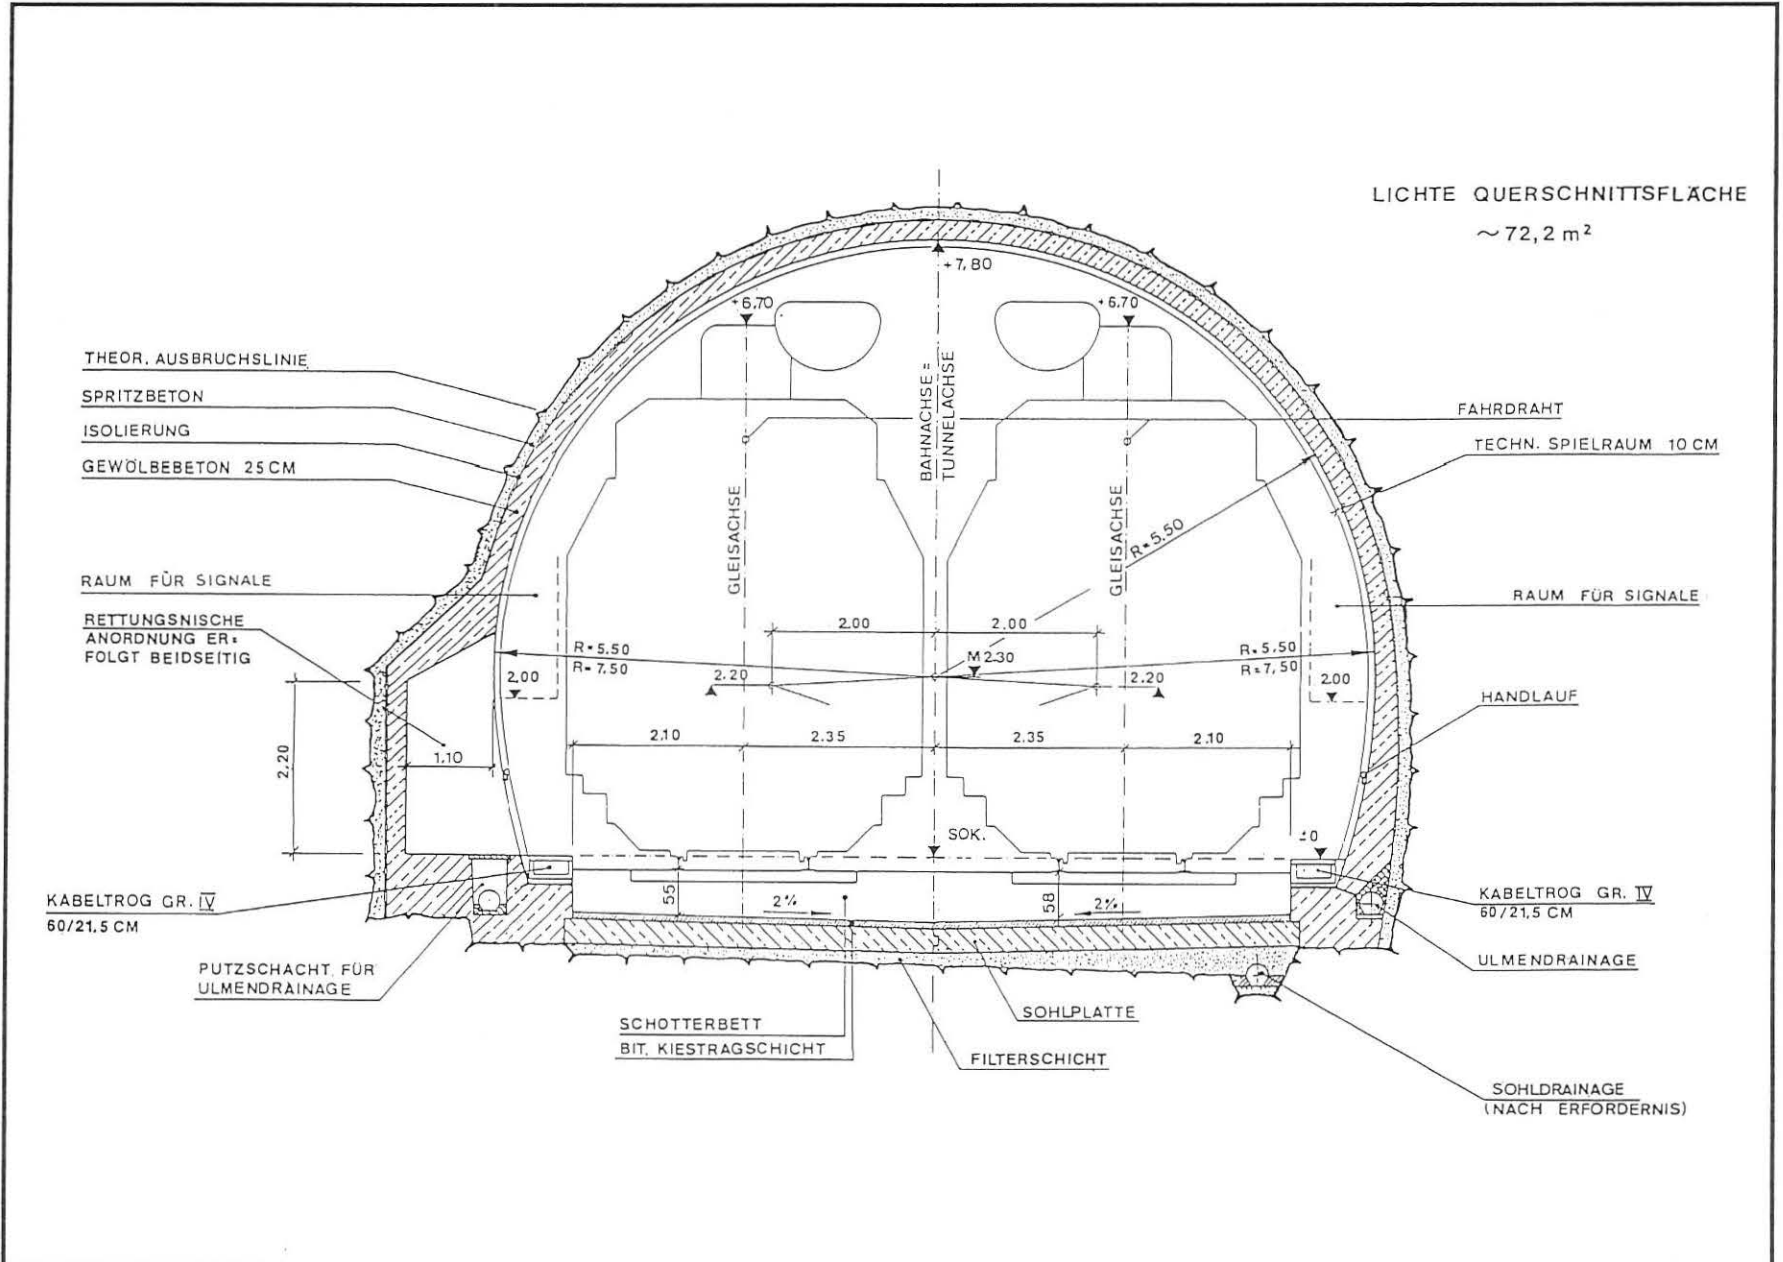 LICHTE QUERSCHNITTSFLÄCHE
~ 72,2 m²
+7,80
+6.70
+6.70
THEOR. AUSBRUCHSLINIE
SPRITZBETON
ISOLIERUNG
GEWÖLBEBETON 25 CM
RAUM FÜR SIGNALE
RETTUNGSNISCHE
ANORDNUNG ER=
FOLGT BEIDSEITIG
BAHNACHSE =
TUNNELACHSE
GLEISACHSE
GLEISACHSE
FAHRDRAHT
TECHN. SPIELRAUM 10 CM
R=5.50
RAUM FÜR SIGNALE
2.00
2.00
R=5.50
R=7.50
M 2.30
R=5.50
R=7.50
2.20
2.20
2.00
2.00
HANDLAUF
2.10
2.35
2.35
2.10
2,20
1.10
SOK.
±0
KABELTROG GR. IV
60/21,5 CM
55
2%
58
2%
KABELTROG GR. IV
60/21,5 CM
PUTZSCHACHT FÜR
ULMENDRAINAGE
ULMENDRAINAGE
SCHOTTERBETT
BIT. KIESTRAGSCHICHT
SOHLPLATTE
FILTERSCHICHT
SOHLDRAINAGE
(NACH ERFORDERNIS)